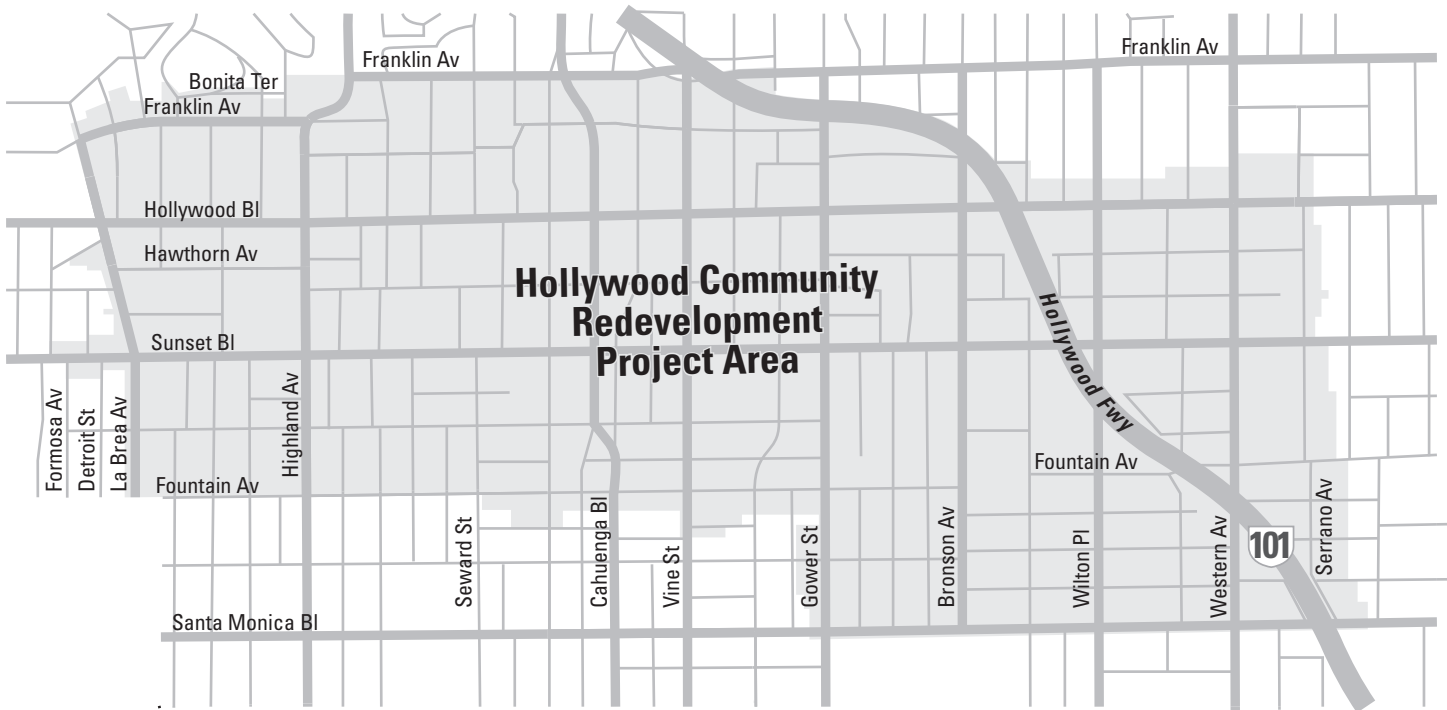 Franklin Av
Franklin Av
Bonita Ter
Franklin Av
Hollywood Bl
Hawthorn Av
Hollywood Community
Redevelopment
Project Area
Hollywood Fwy
Sunset Bl
Formosa Av
Detroit St
La Brea Av
Highland Av
Fountain Av
Fountain Av
Seward St
Cahuenga Bl
Vine St
Gower St
Bronson Av
Wilton Pl
Western Av
101
Serrano Av
Santa Monica Bl